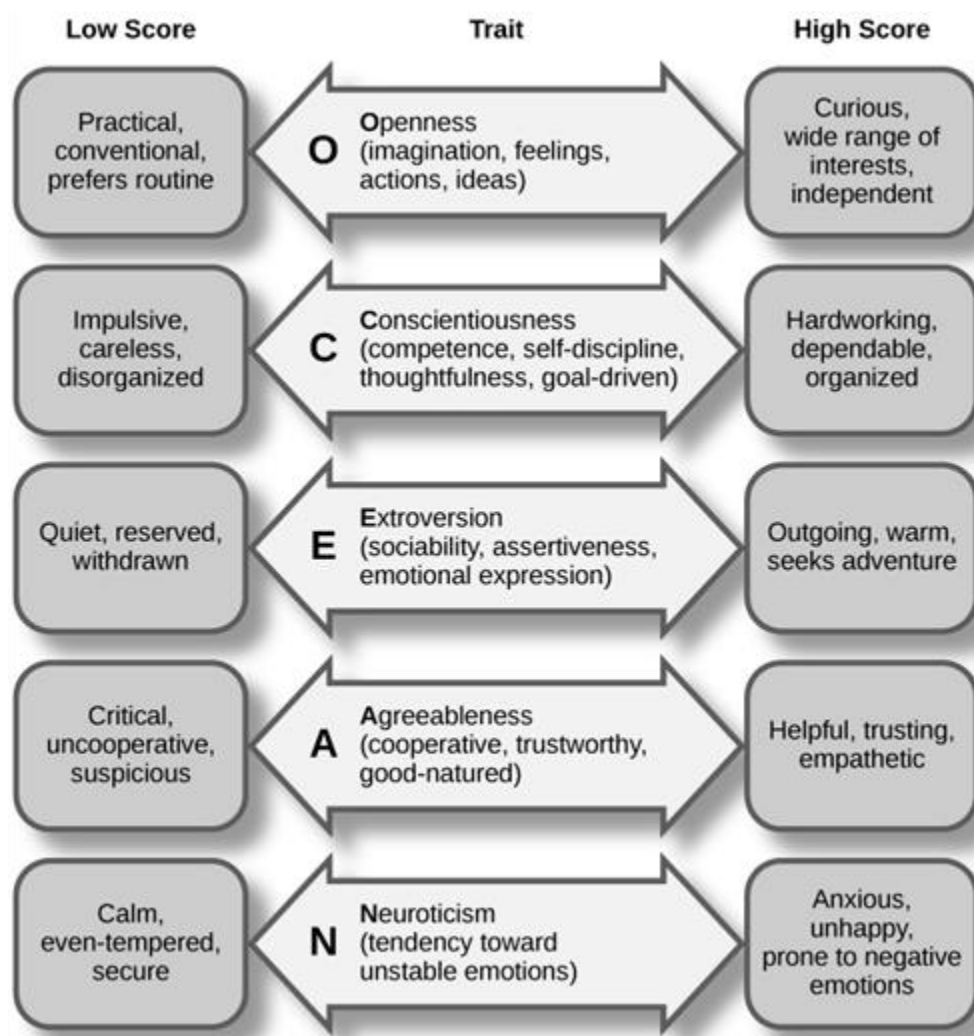 Low Score
Trait
High Score
Practical,
conventional,
prefers routine
O
Openness
(imagination, feelings,
actions, ideas)
Curious,
wide range of
interests,
independent
Impulsive,
careless,
disorganized
C
Conscientiousness
(competence, self-discipline,
thoughtfulness, goal-driven)
Hardworking,
dependable,
organized
Quiet, reserved,
withdrawn
E
Extroversion
(sociability, assertiveness,
emotional expression)
Outgoing, warm,
seeks adventure
Critical,
uncooperative,
suspicious
A
Agreeableness
(cooperative, trustworthy,
good-natured)
Helpful, trusting,
empathetic
Calm,
even-tempered,
secure
N
Neuroticism
(tendency toward
unstable emotions)
Anxious,
unhappy,
prone to negative
emotions